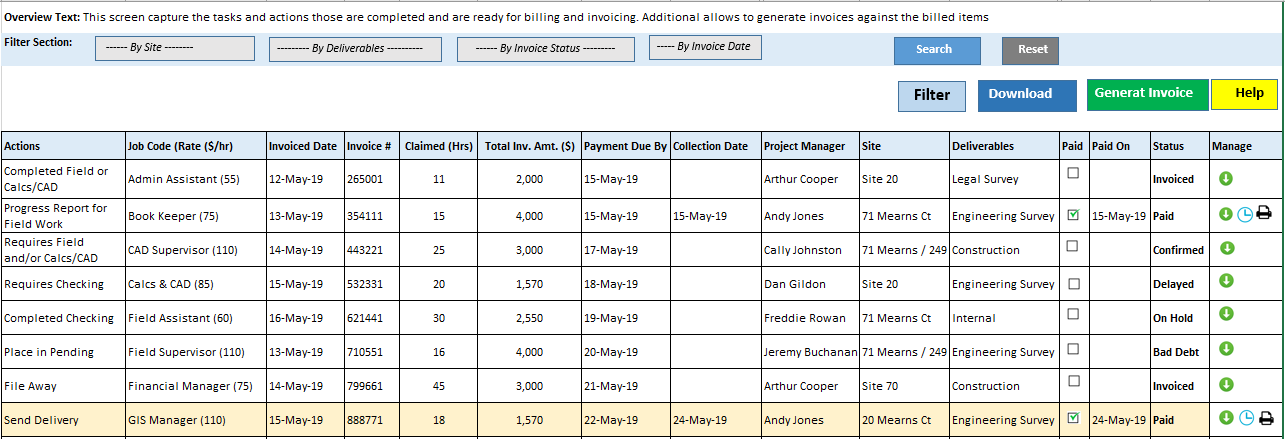 Overview Text: This screen capture the tasks and actions those are completed and are ready for billing and invoicing. Additional allows to generate invoices against the billed items
Filter Section: ------ By Site -------- --------- By Deliverables ----------- ------ By Invoice Status --------- ----- By Invoice Date Search Reset
Filter Download Generat Invoice Help
Actions Job Code (Rate ($/hr) Invoiced Date Invoice # Claimed (Hrs) Total Inv. Amt. ($) Payment Due By Collection Date Project Manager Site Deliverables Paid Paid On Status Manage
Completed Field or
Calcs/CAD Admin Assistant (55) 12-May-19 265001 11 2,000 15-May-19 Arthur Cooper Site 20 Legal Survey Invoiced
Progress Report for
Field Work Book Keeper (75) 13-May-19 354111 15 4,000 15-May-19 15-May-19 Andy Jones 71 Mearns Ct Engineering Survey 15-May-19 Paid
Requires Field
and/or Calcs/CAD CAD Supervisor (110) 14-May-19 443221 25 3,000 17-May-19 Cally Johnston 71 Mearns / 249 Construction Confirmed
Requires Checking Calcs & CAD (85) 15-May-19 532331 20 1,570 18-May-19 Dan Gildon Site 20 Engineering Survey Delayed
Completed Checking Field Assistant (60) 16-May-19 621441 30 2,550 19-May-19 Freddie Rowan 71 Mearns Ct Internal On Hold
Place in Pending Field Supervisor (110) 13-May-19 710551 16 4,000 20-May-19 Jeremy Buchanan 71 Mearns / 249 Engineering Survey Bad Debt
File Away Financial Manager (75) 14-May-19 799661 45 3,000 21-May-19 Arthur Cooper Site 70 Construction Invoiced
Send Delivery GIS Manager (110) 15-May-19 888771 18 1,570 22-May-19 24-May-19 Andy Jones 20 Mearns Ct Engineering Survey 24-May-19 Paid